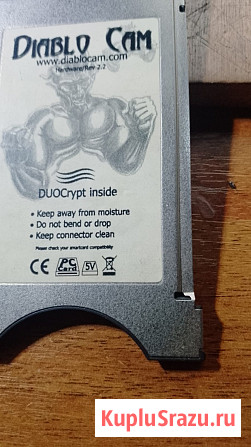 DIABLO CAM
www.diablocam.com
Hardware/Rev 2.2
DUOCrypt inside
• Keep away from moisture
• Do not bend or drop
• Keep connector clean
Please check your smartcard compatibility
CE PC Card 5V
KupluSrazu.ru